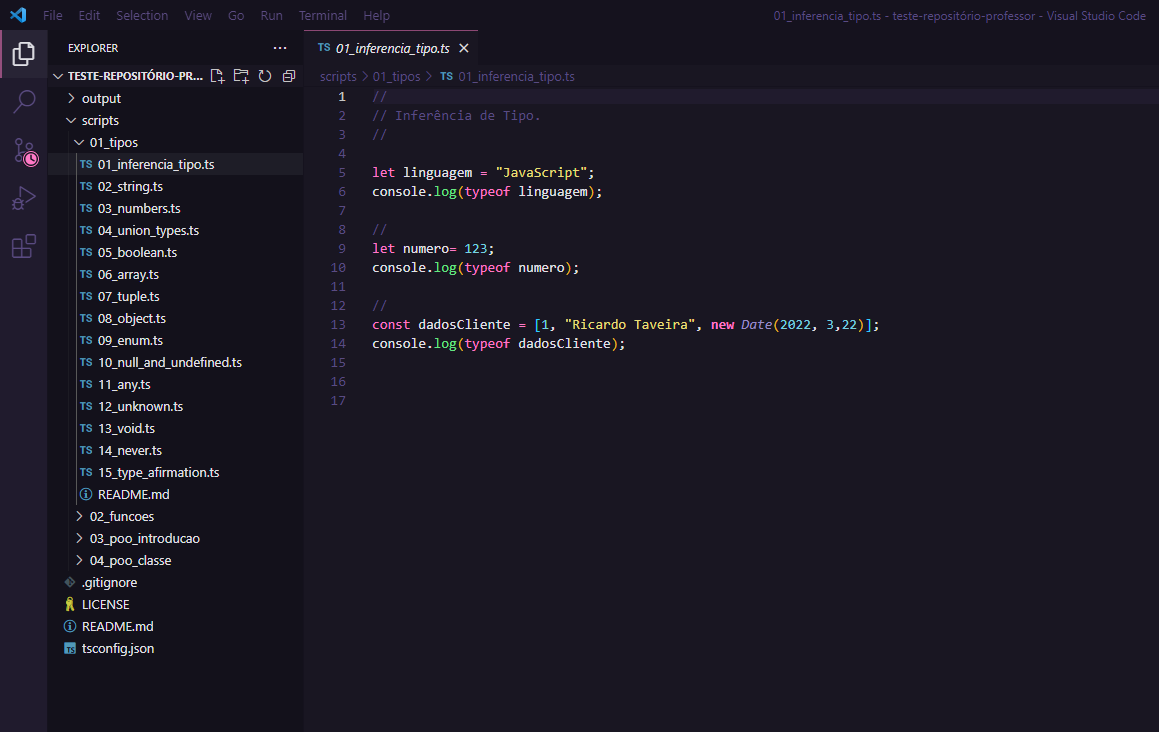 File Edit Selection View Go Run Terminal Help
01_inferencia_tipo.ts - teste-repositório-professor - Visual Studio Code
EXPLORER
TESTE-REPOSITÓRIO-PR...
output
scripts
01_tipos
TS 01_inferencia_tipo.ts
TS 02_string.ts
TS 03_numbers.ts
TS 04_union_types.ts
TS 05_boolean.ts
TS 06_array.ts
TS 07_tuple.ts
TS 08_object.ts
TS 09_enum.ts
TS 10_null_and_undefined.ts
TS 11_any.ts
TS 12_unknown.ts
TS 13_void.ts
TS 14_never.ts
TS 15_type_afirmation.ts
README.md
02_funcoes
03_poo_introducao
04_poo_classe
.gitignore
LICENSE
README.md
TS tsconfig.json
TS 01_inferencia_tipo.ts
scripts > 01_tipos > TS 01_inferencia_tipo.ts
1 //
2 // Inferência de Tipo.
3 //
4
5 let linguagem = "JavaScript";
6 console.log(typeof linguagem);
7
8 //
9 let numero= 123;
10 console.log(typeof numero);
11
12 //
13 const dadosCliente = [1, "Ricardo Taveira", new Date(2022, 3,22)];
14 console.log(typeof dadosCliente);
15
16
17